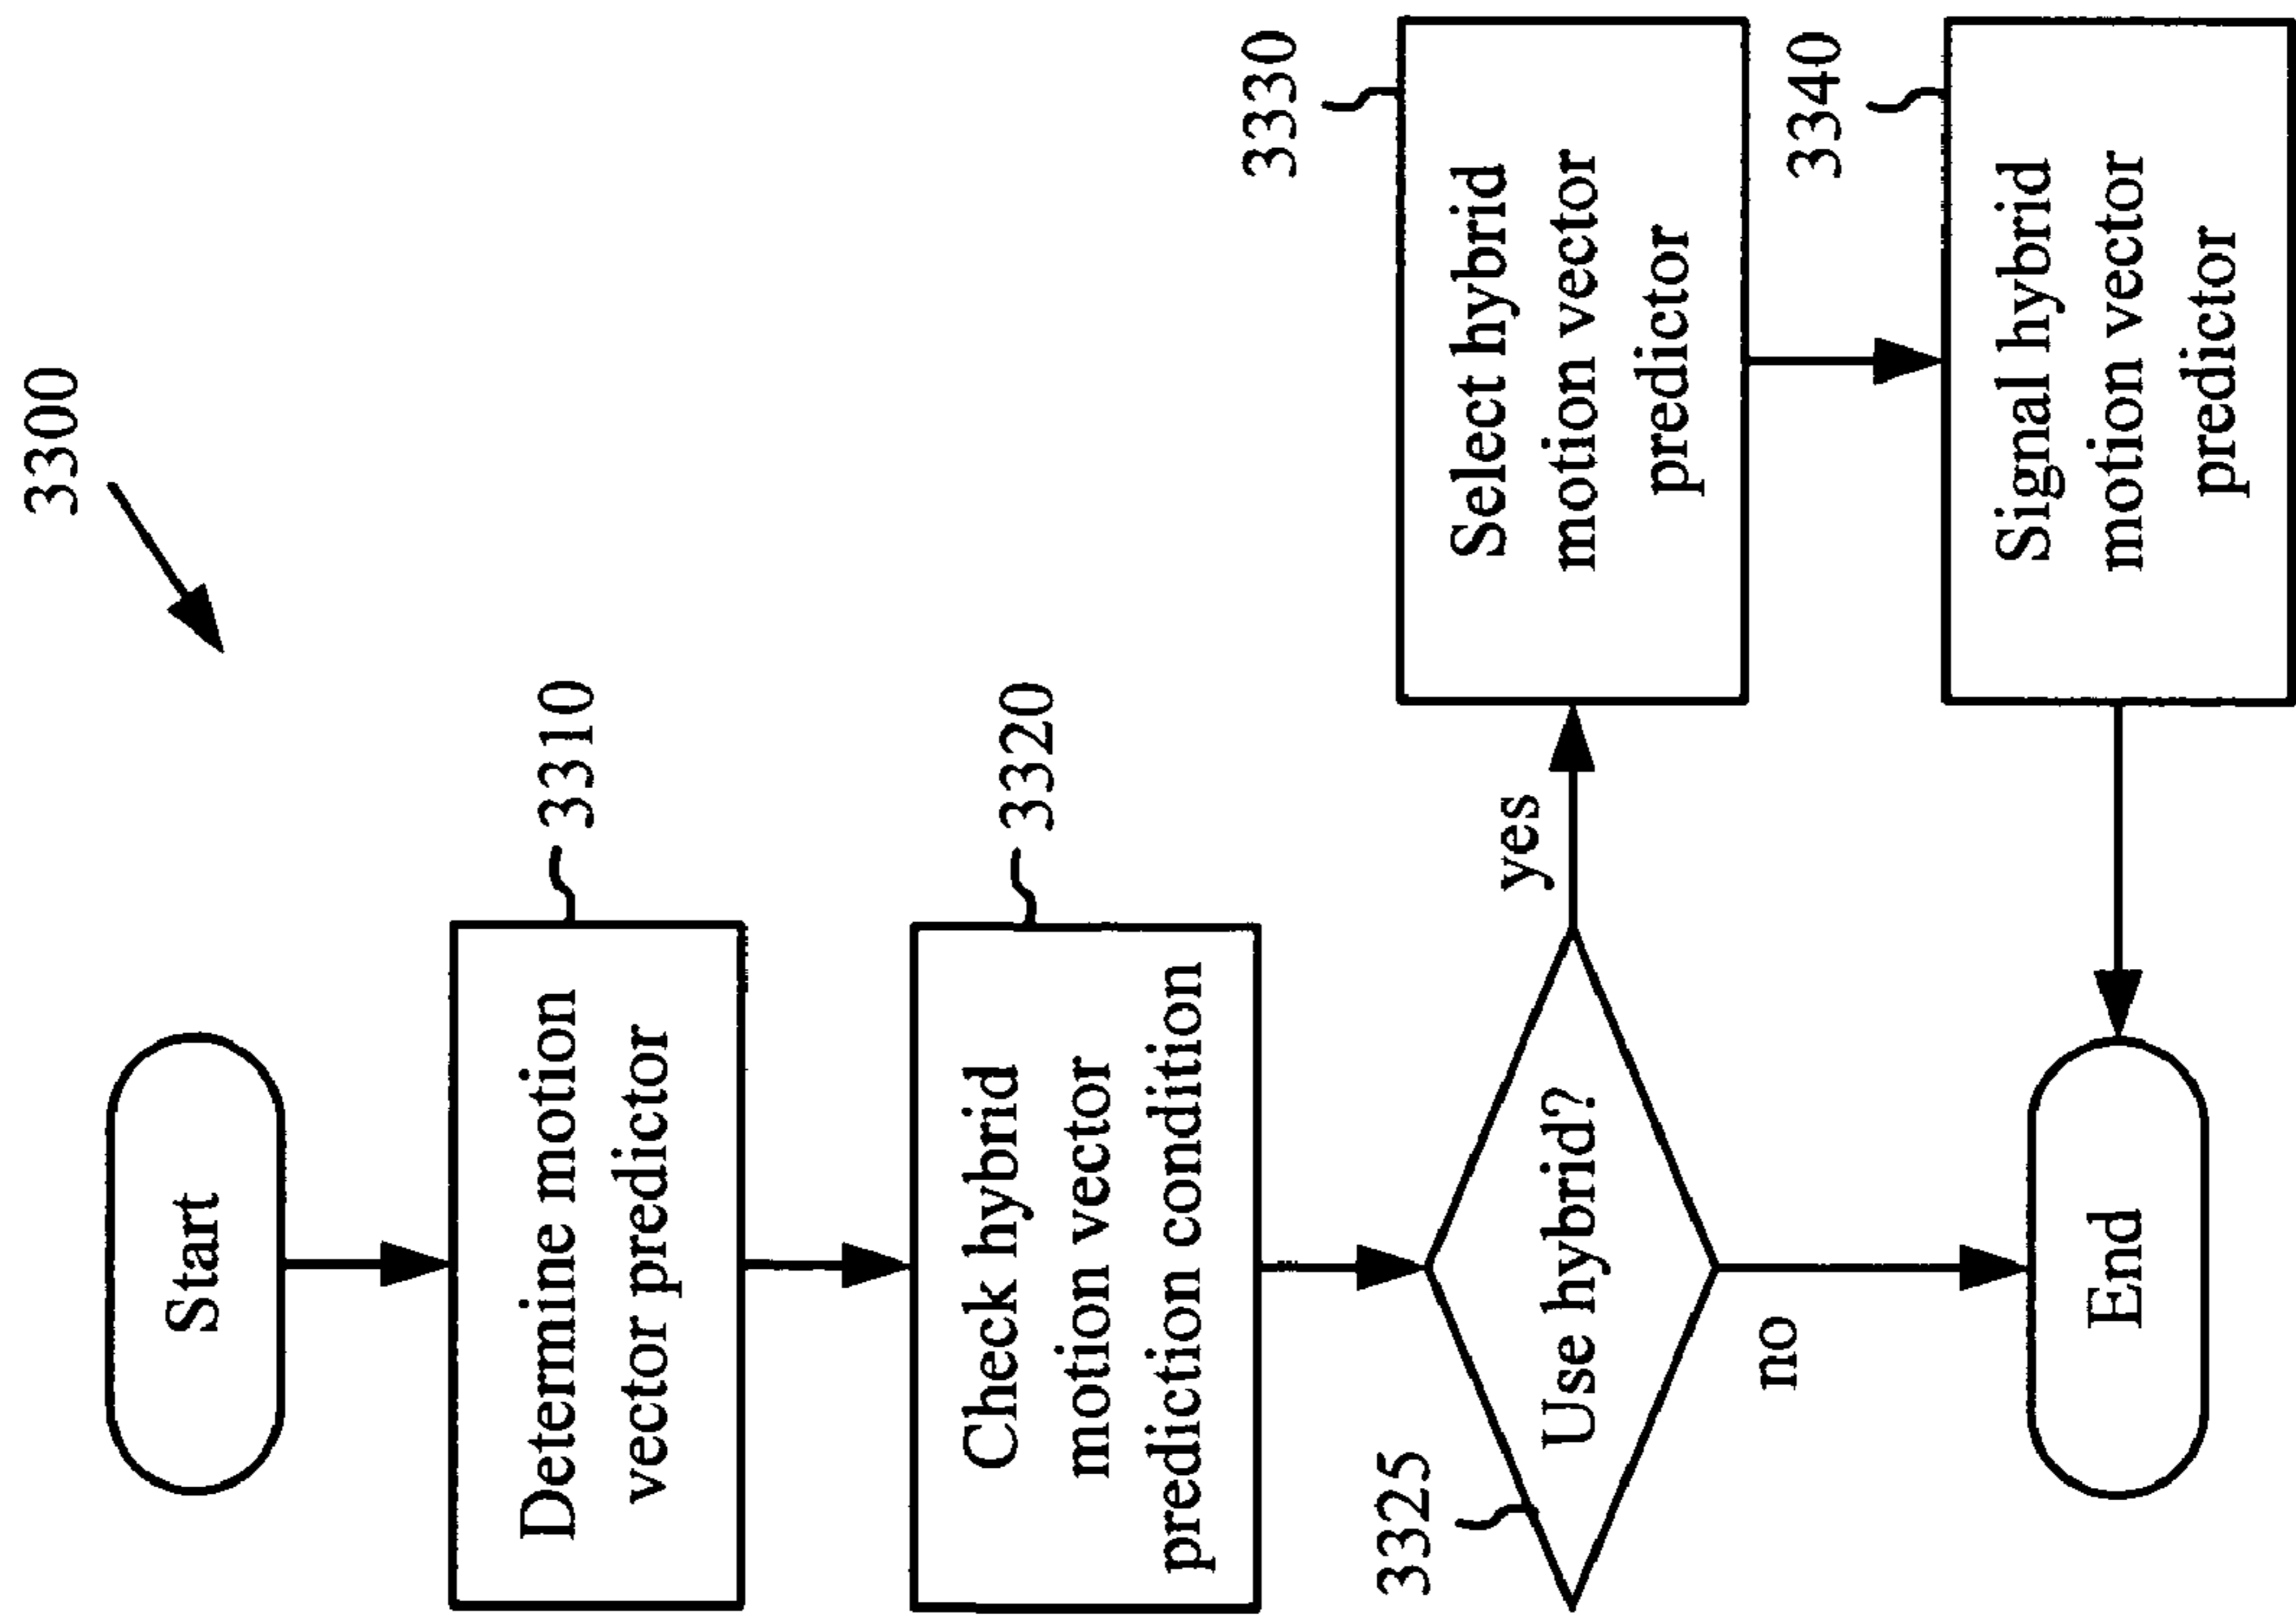 3300
Start
Determine motion
vector predictor
3310
Check hybrid
motion vector
prediction condition
3320
3325
Use hybrid?
yes
no
Select hybrid
motion vector
predictor
3330
Signal hybrid
motion vector
predictor
3340
End